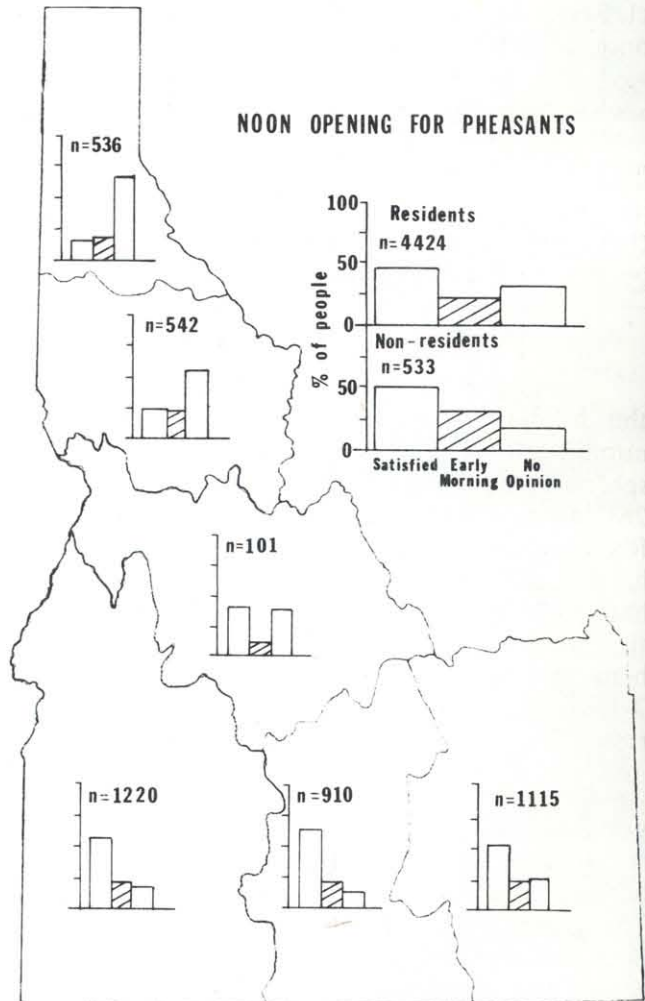 NOON OPENING FOR PHEASANTS
n=536
100
Residents
n=4424
50
0
% of people
Non-residents
n=533
50
0
Satisfied Early Morning No Opinion
n=542
n=101
n=1220
n=910
n=1115